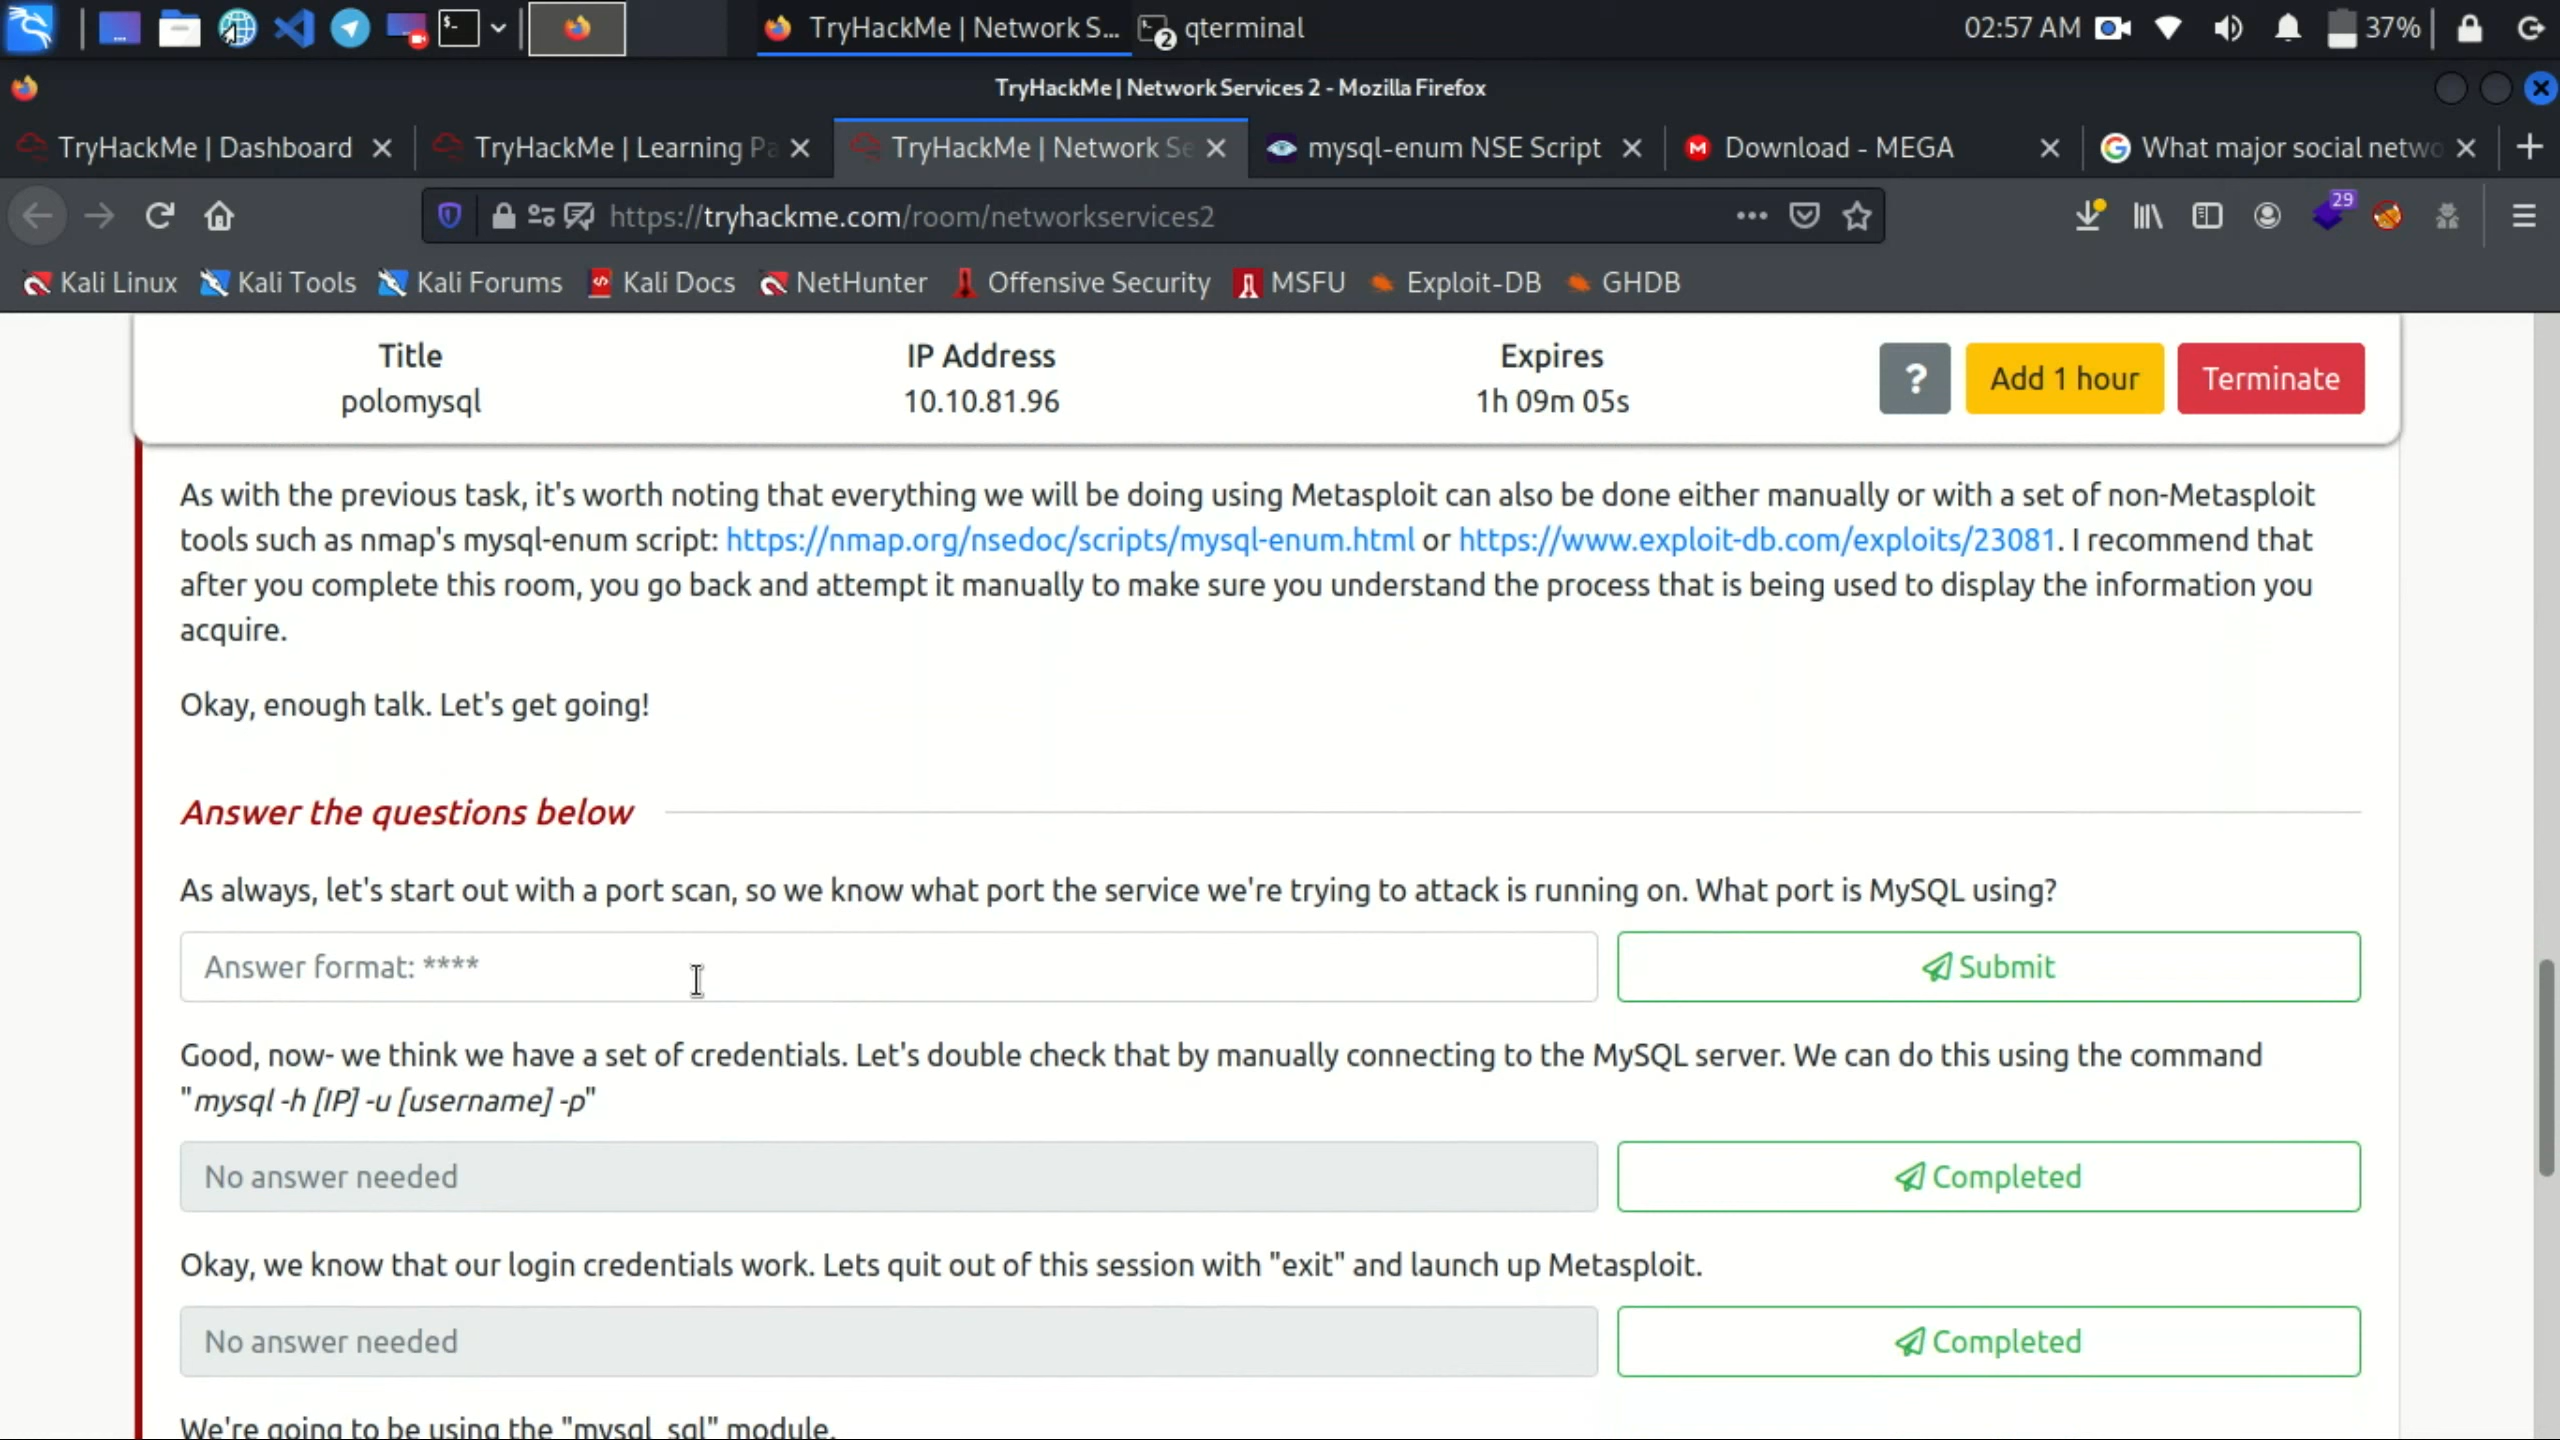 TryHackMe | Network S... 2 qterminal 02:57 AM 37%
TryHackMe | Network Services 2 - Mozilla Firefox
TryHackMe | Dashboard TryHackMe | Learning Pa TryHackMe | Network Se mysql-enum NSE Script Download - MEGA What major social netwo
https://tryhackme.com/room/networkservices2 29
Kali Linux Kali Tools Kali Forums Kali Docs NetHunter Offensive Security MSFU Exploit-DB GHDB
Title IP Address Expires
polomysql 10.10.81.96 1h 09m 05s ? Add 1 hour Terminate
As with the previous task, it's worth noting that everything we will be doing using Metasploit can also be done either manually or with a set of non-Metasploit
tools such as nmap's mysql-enum script: https://nmap.org/nsedoc/scripts/mysql-enum.html or https://www.exploit-db.com/exploits/23081. I recommend that
after you complete this room, you go back and attempt it manually to make sure you understand the process that is being used to display the information you
acquire.
Okay, enough talk. Let's get going!
Answer the questions below
As always, let's start out with a port scan, so we know what port the service we're trying to attack is running on. What port is MySQL using?
Answer format: **** Submit
Good, now- we think we have a set of credentials. Let's double check that by manually connecting to the MySQL server. We can do this using the command
"mysql -h [IP] -u [username] -p"
No answer needed Completed
Okay, we know that our login credentials work. Lets quit out of this session with "exit" and launch up Metasploit.
No answer needed Completed
We're going to be using the "mysql_sql" module.